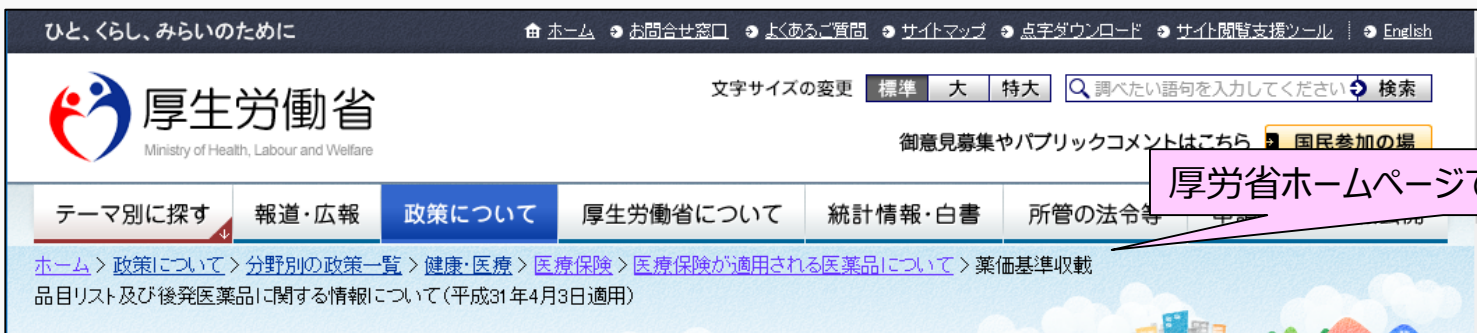 ひと、くらし、みらいのために
ホーム お問合せ窓口 よくあるご質問 サイトマップ 点字ダウンロード サイト閲覧支援ツール English
厚生労働省
Ministry of Health, Labour and Welfare
文字サイズの変更 標準 大 特大 調べたい語句を入力してください 検索
御意見募集やパブリックコメントはこちら 国民参加の場
厚労省ホームページで
テーマ別に探す 報道・広報 政策について 厚生労働省について 統計情報・白書 所管の法令等
ホーム > 政策について > 分野別の政策一覧 > 健康・医療 > 医療保険 > 医療保険が適用される医薬品について > 薬価基準収載
品目リスト及び後発医薬品に関する情報について(平成31年4月3日適用)